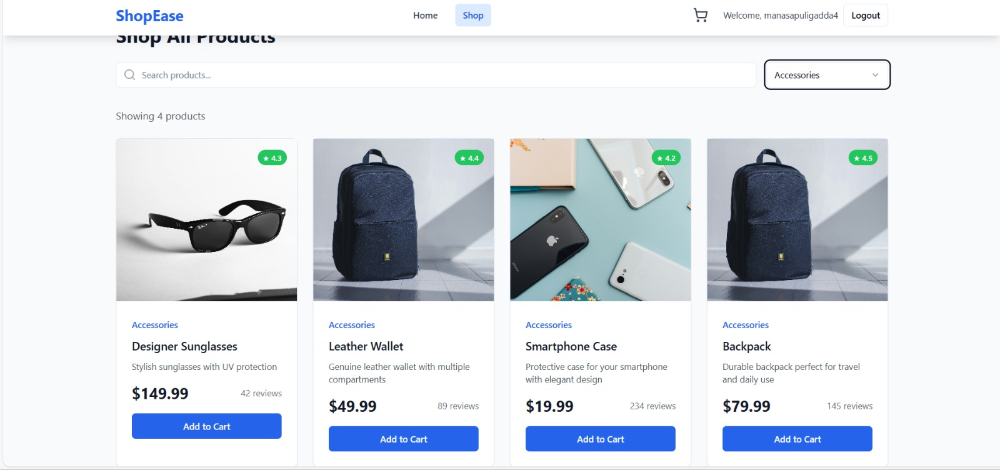 ShopEase
Home
Shop
Welcome, manasapuligadda4
Logout
Shop All Products
Search products...
Accessories
Showing 4 products
★ 4.3
★ 4.4
★ 4.2
★ 4.5
Accessories
Designer Sunglasses
Stylish sunglasses with UV protection
$149.99
42 reviews
Add to Cart
Accessories
Leather Wallet
Genuine leather wallet with multiple
compartments
$49.99
89 reviews
Add to Cart
Accessories
Smartphone Case
Protective case for your smartphone
with elegant design
$19.99
234 reviews
Add to Cart
Accessories
Backpack
Durable backpack perfect for travel
and daily use
$79.99
145 reviews
Add to Cart